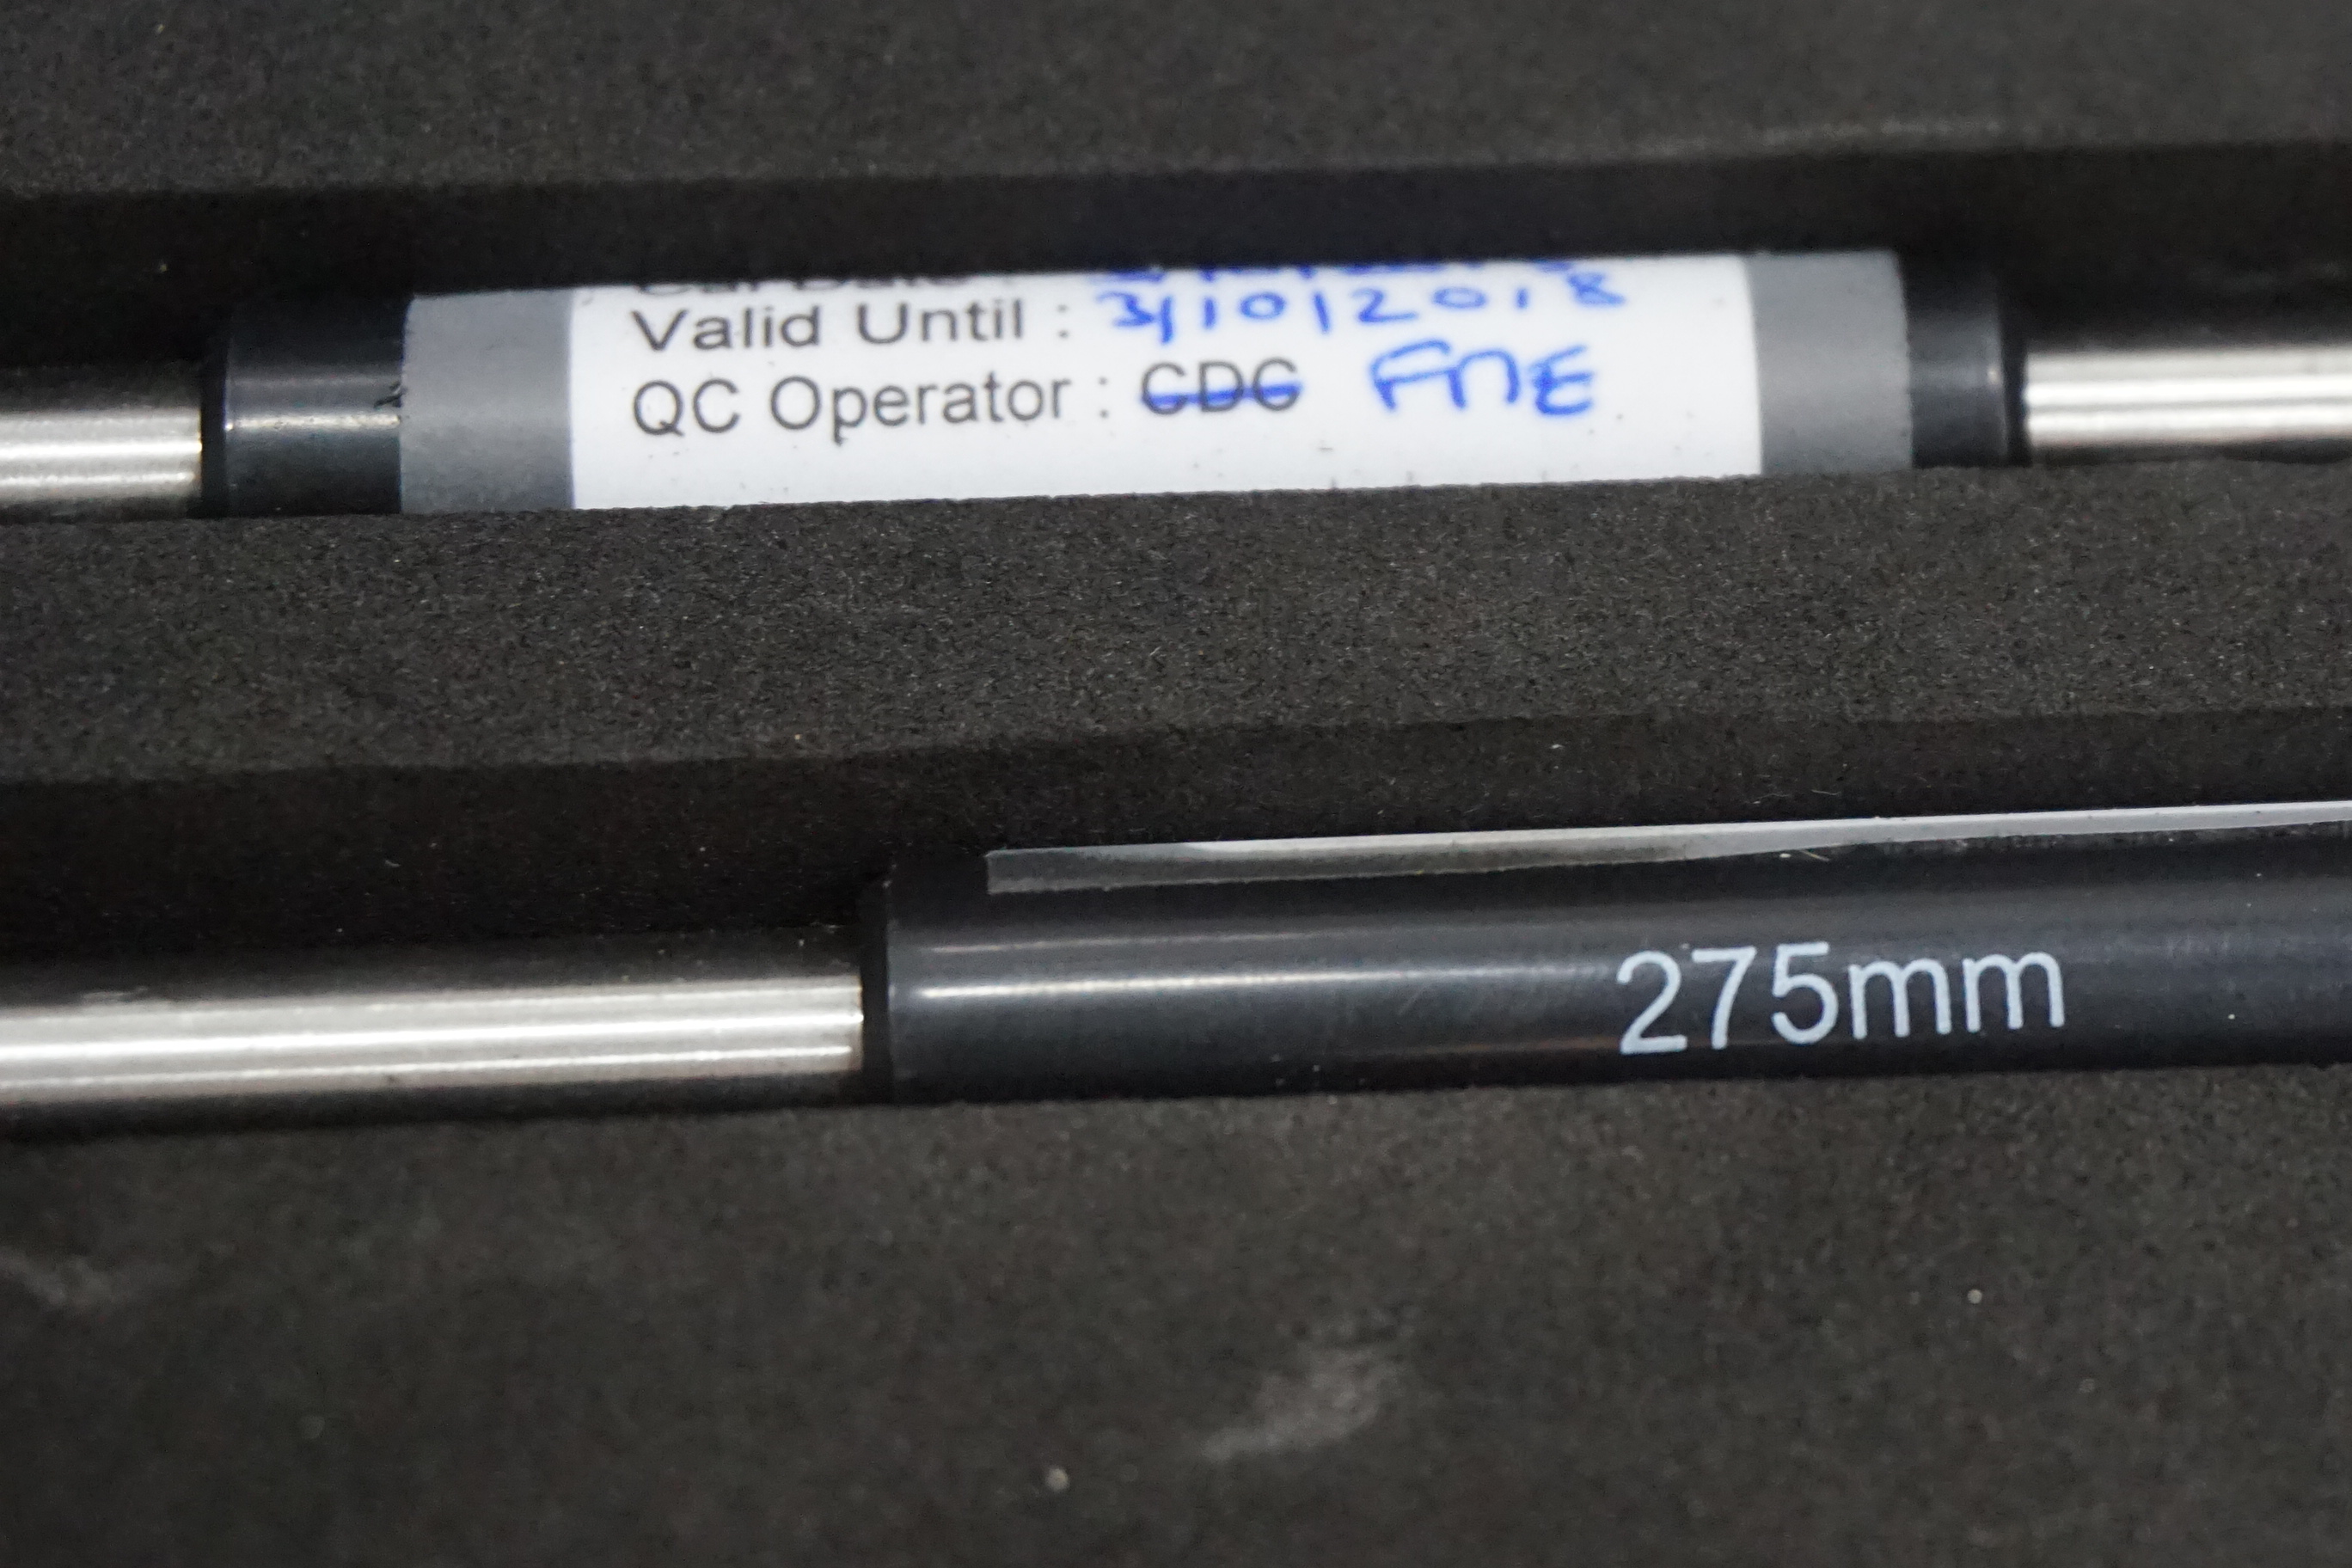 Valid Until : 3/10/2018
QC Operator : CDG FME
275mm